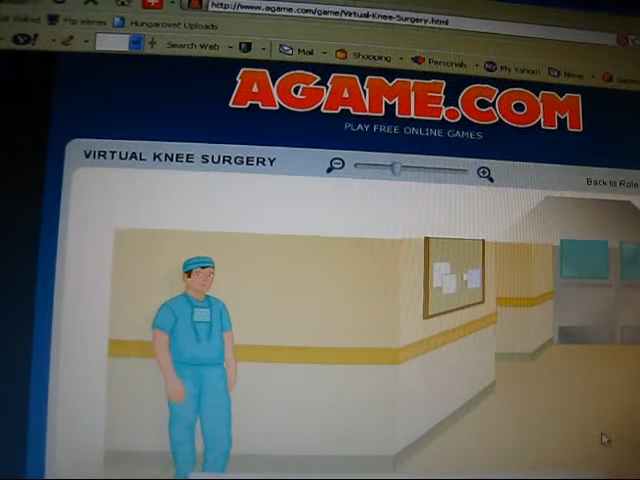 http://www.agame.com/game/Virtual-Knee-Surgery.html
Hungarovet Uploads
Y!
Search Web
Mail
Shopping
Personals
My Yahoo!
News
AGAME.COM
PLAY FREE ONLINE GAMES
VIRTUAL KNEE SURGERY
Back to Role